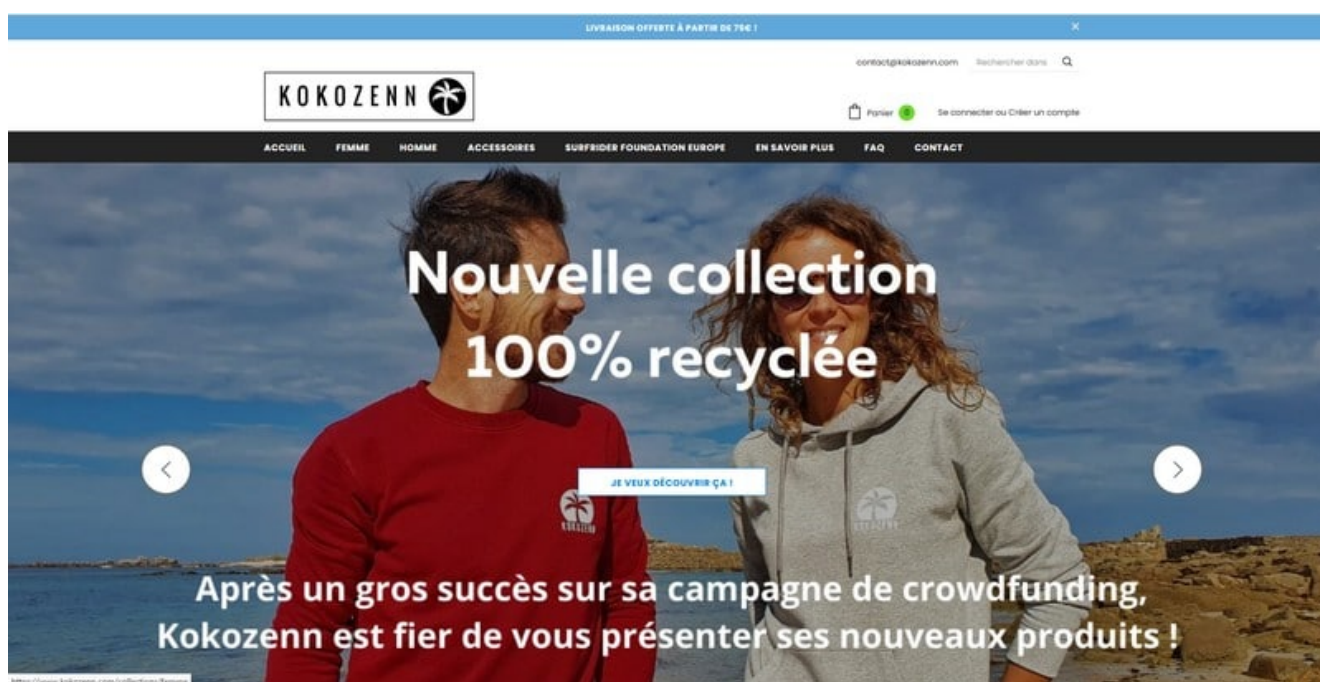 LIVRAISON OFFERTE À PARTIR DE 75€ !
contact@kokozenn.com
Rechercher dans
KOKOZENN
Panier 0
Se connecter ou Créer un compte
ACCUEIL FEMME HOMME ACCESSOIRES SURFRIDER FOUNDATION EUROPE EN SAVOIR PLUS FAQ CONTACT
Nouvelle collection
100% recyclée
JE VEUX DÉCOUVRIR ÇA !
KOKOZENN
KOKOZENN
Après un gros succès sur sa campagne de crowdfunding,
Kokozenn est fier de vous présenter ses nouveaux produits !